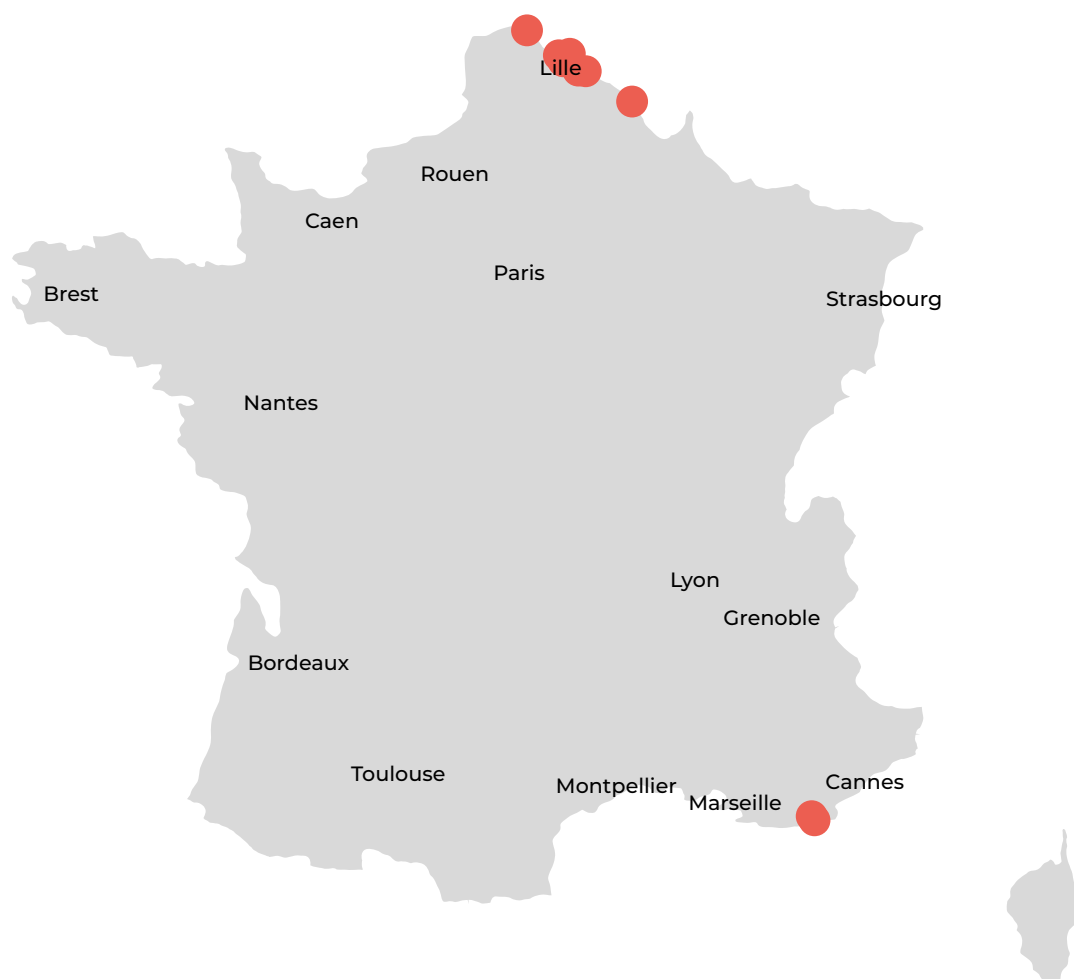 Lille
Rouen
Caen
Paris
Brest
Strasbourg
Nantes
Lyon
Grenoble
Bordeaux
Toulouse
Montpellier
Cannes
Marseille